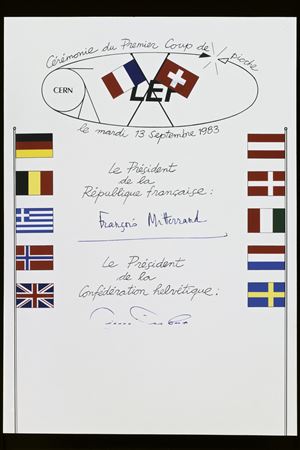 Cérémonie du Premier Coup de pioche
CERN
LEP
le mardi 13 Septembre 1983
Le Président
de la
République Française :
François Mitterrand
Le Président
de la
Confédération helvétique :